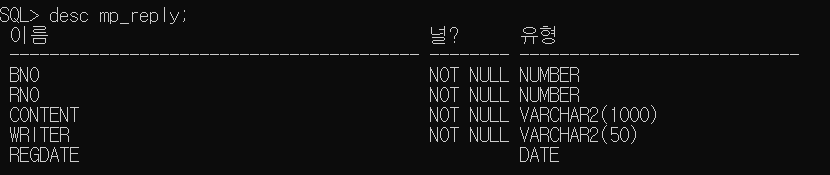 SQL> desc mp_reply;
이름 널? 유형
----------------------------------------- -------- ----------------------------
BNO NOT NULL NUMBER
RNO NOT NULL NUMBER
CONTENT NOT NULL VARCHAR2(1000)
WRITER NOT NULL VARCHAR2(50)
REGDATE DATE